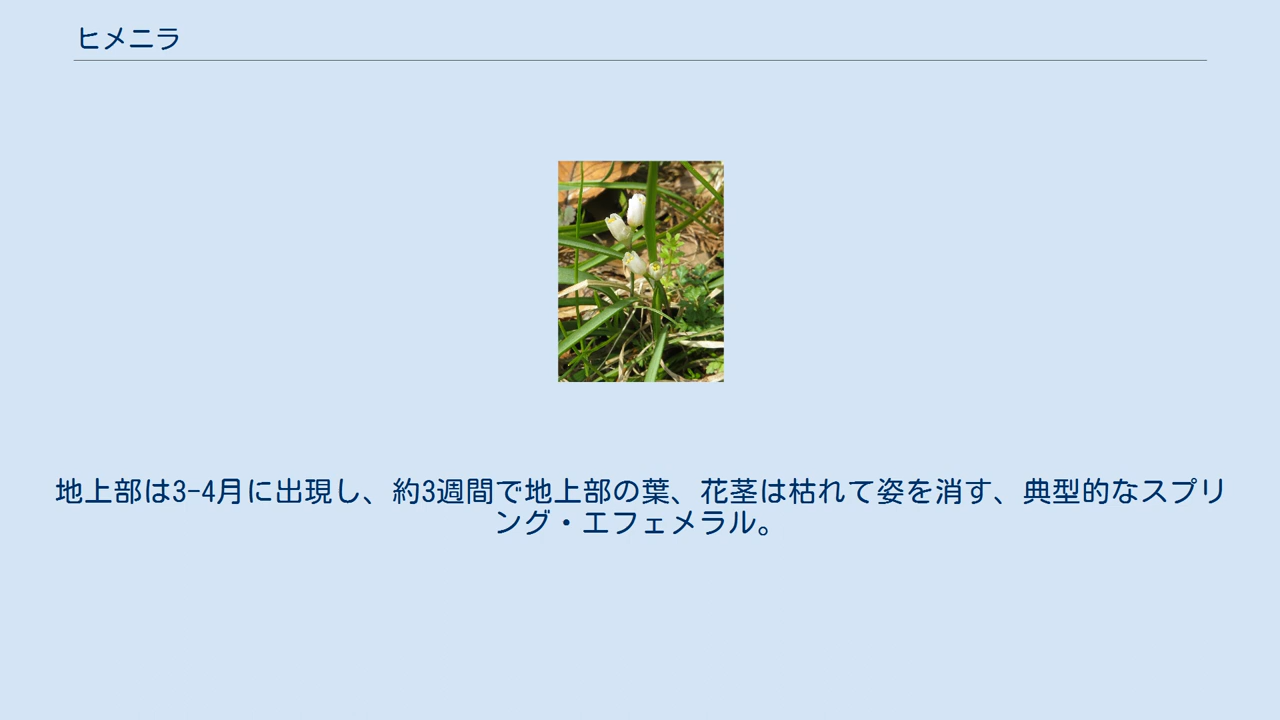 ヒメニラ
地上部は3-4月に出現し、約3週間で地上部の葉、花茎は枯れて姿を消す、典型的なスプリ
ング・エフェメラル。